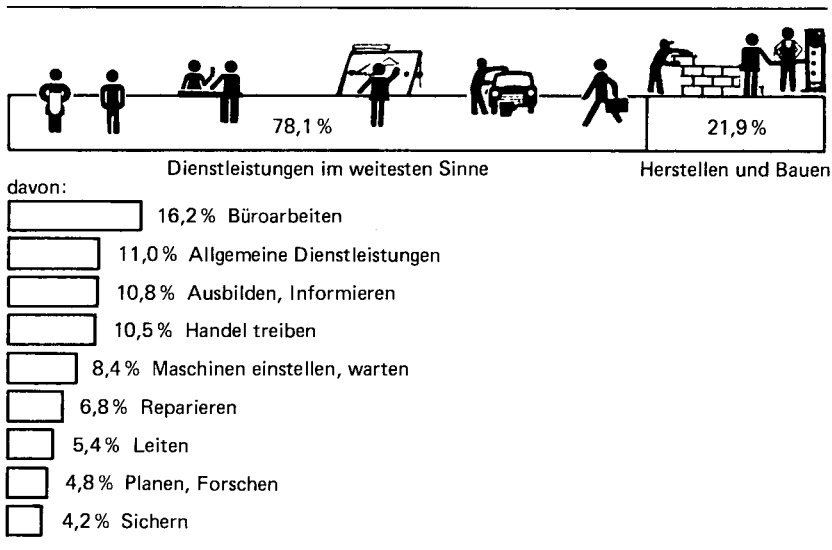 78,1% 21,9%
Dienstleistungen im weitesten Sinne Herstellen und Bauen
davon:
16,2% Büroarbeiten
11,0% Allgemeine Dienstleistungen
10,8% Ausbilden, Informieren
10,5% Handel treiben
8,4% Maschinen einstellen, warten
6,8% Reparieren
5,4% Leiten
4,8% Planen, Forschen
4,2% Sichern